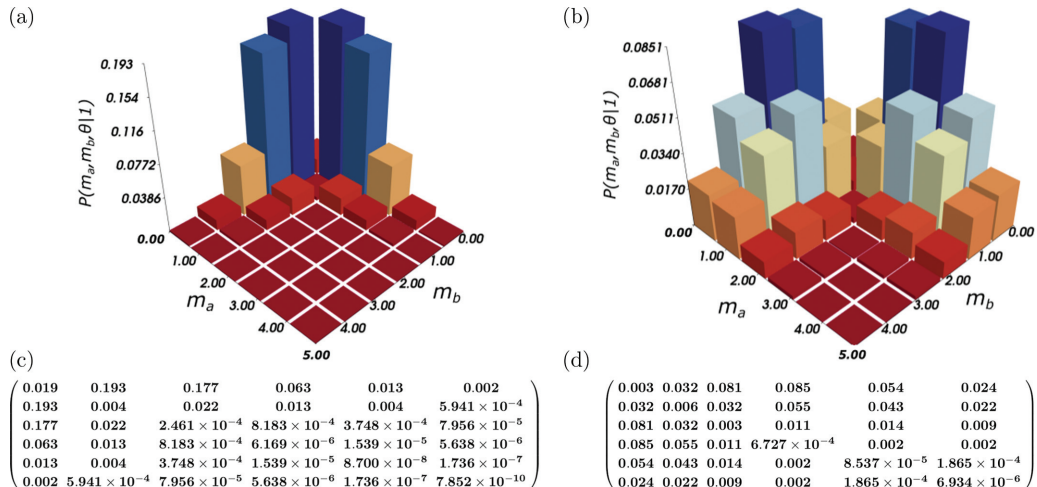 (a)
(b)
P(mₐ,m_b,θ|1)
0.193
0.154
0.116
0.0772
0.0386
0.00
1.00
2.00
3.00
4.00
5.00
4.00
3.00
2.00
1.00
0.00
mₐ
m_b
P(mₐ,m_b,θ|1)
0.0851
0.0681
0.0511
0.0340
0.0170
0.00
1.00
2.00
3.00
4.00
5.00
4.00
3.00
2.00
1.00
0.00
mₐ
m_b
(c)
0.019 0.193 0.177 0.063 0.013 0.002
0.193 0.004 0.022 0.013 0.004 5.941 × 10⁻⁴
0.177 0.022 2.461 × 10⁻⁴ 8.183 × 10⁻⁴ 3.748 × 10⁻⁴ 7.956 × 10⁻⁵
0.063 0.013 8.183 × 10⁻⁴ 6.169 × 10⁻⁶ 1.539 × 10⁻⁵ 5.638 × 10⁻⁶
0.013 0.004 3.748 × 10⁻⁴ 1.539 × 10⁻⁵ 8.700 × 10⁻⁸ 1.736 × 10⁻⁷
0.002 5.941 × 10⁻⁴ 7.956 × 10⁻⁵ 5.638 × 10⁻⁶ 1.736 × 10⁻⁷ 7.852 × 10⁻¹⁰
(d)
0.003 0.032 0.081 0.085 0.054 0.024
0.032 0.006 0.032 0.055 0.043 0.022
0.081 0.032 0.003 0.011 0.014 0.009
0.085 0.055 0.011 6.727 × 10⁻⁴ 0.002 0.002
0.054 0.043 0.014 0.002 8.537 × 10⁻⁵ 1.865 × 10⁻⁴
0.024 0.022 0.009 0.002 1.865 × 10⁻⁴ 6.934 × 10⁻⁶